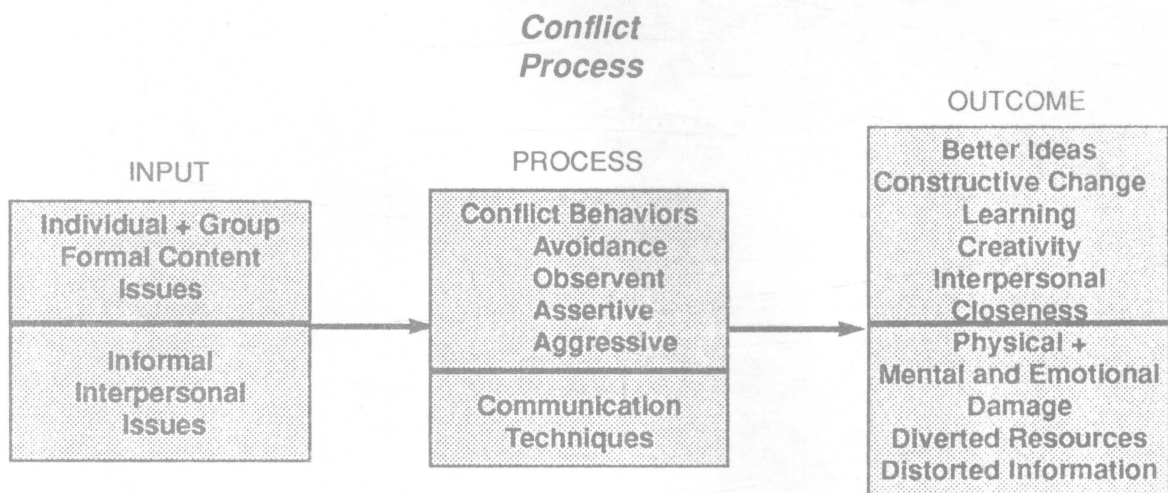 Conflict
Process
INPUT
Individual + Group
Formal Content
Issues
Informal
Interpersonal
Issues
PROCESS
Conflict Behaviors
Avoidance
Observent
Assertive
Aggressive
Communication
Techniques
OUTCOME
Better Ideas
Constructive Change
Learning
Creativity
Interpersonal
Closeness
Physical +
Mental and Emotional
Damage
Diverted Resources
Distorted Information